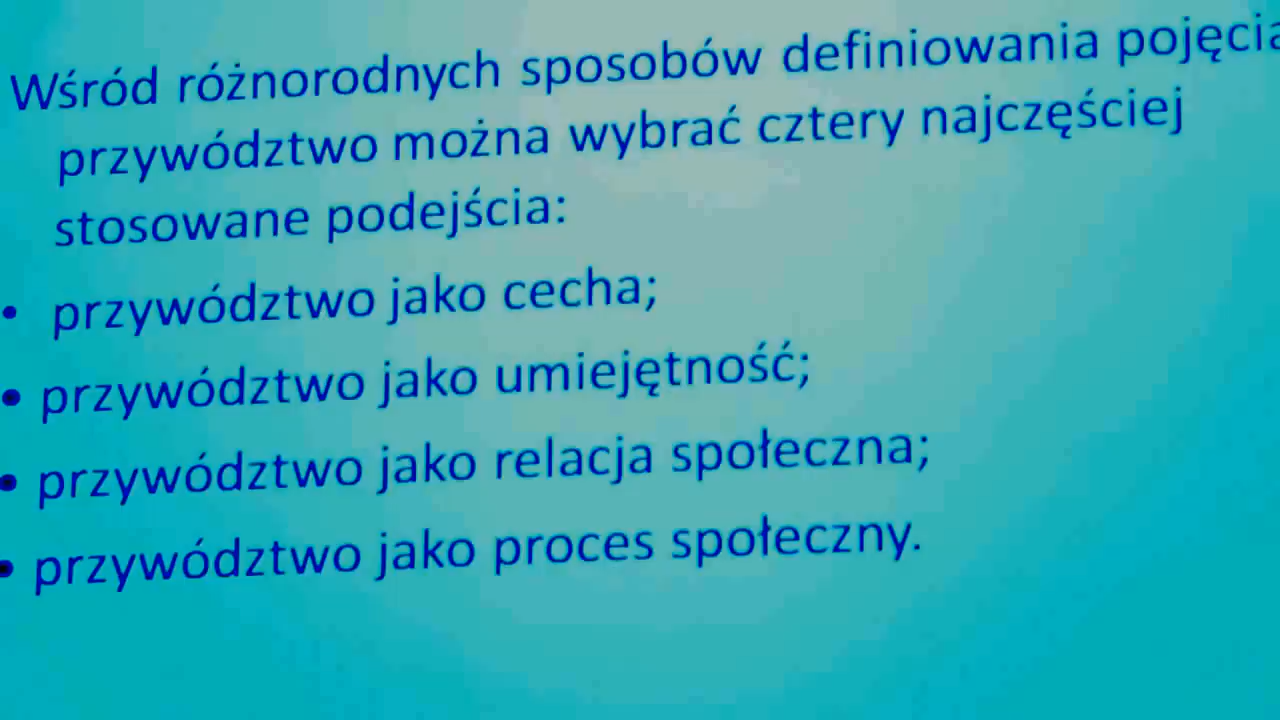 Wśród różnorodnych sposobów definiowania pojęcia
przywództwo można wybrać cztery najczęściej
stosowane podejścia:
• przywództwo jako cecha;
• przywództwo jako umiejętność;
• przywództwo jako relacja społeczna;
• przywództwo jako proces społeczny.